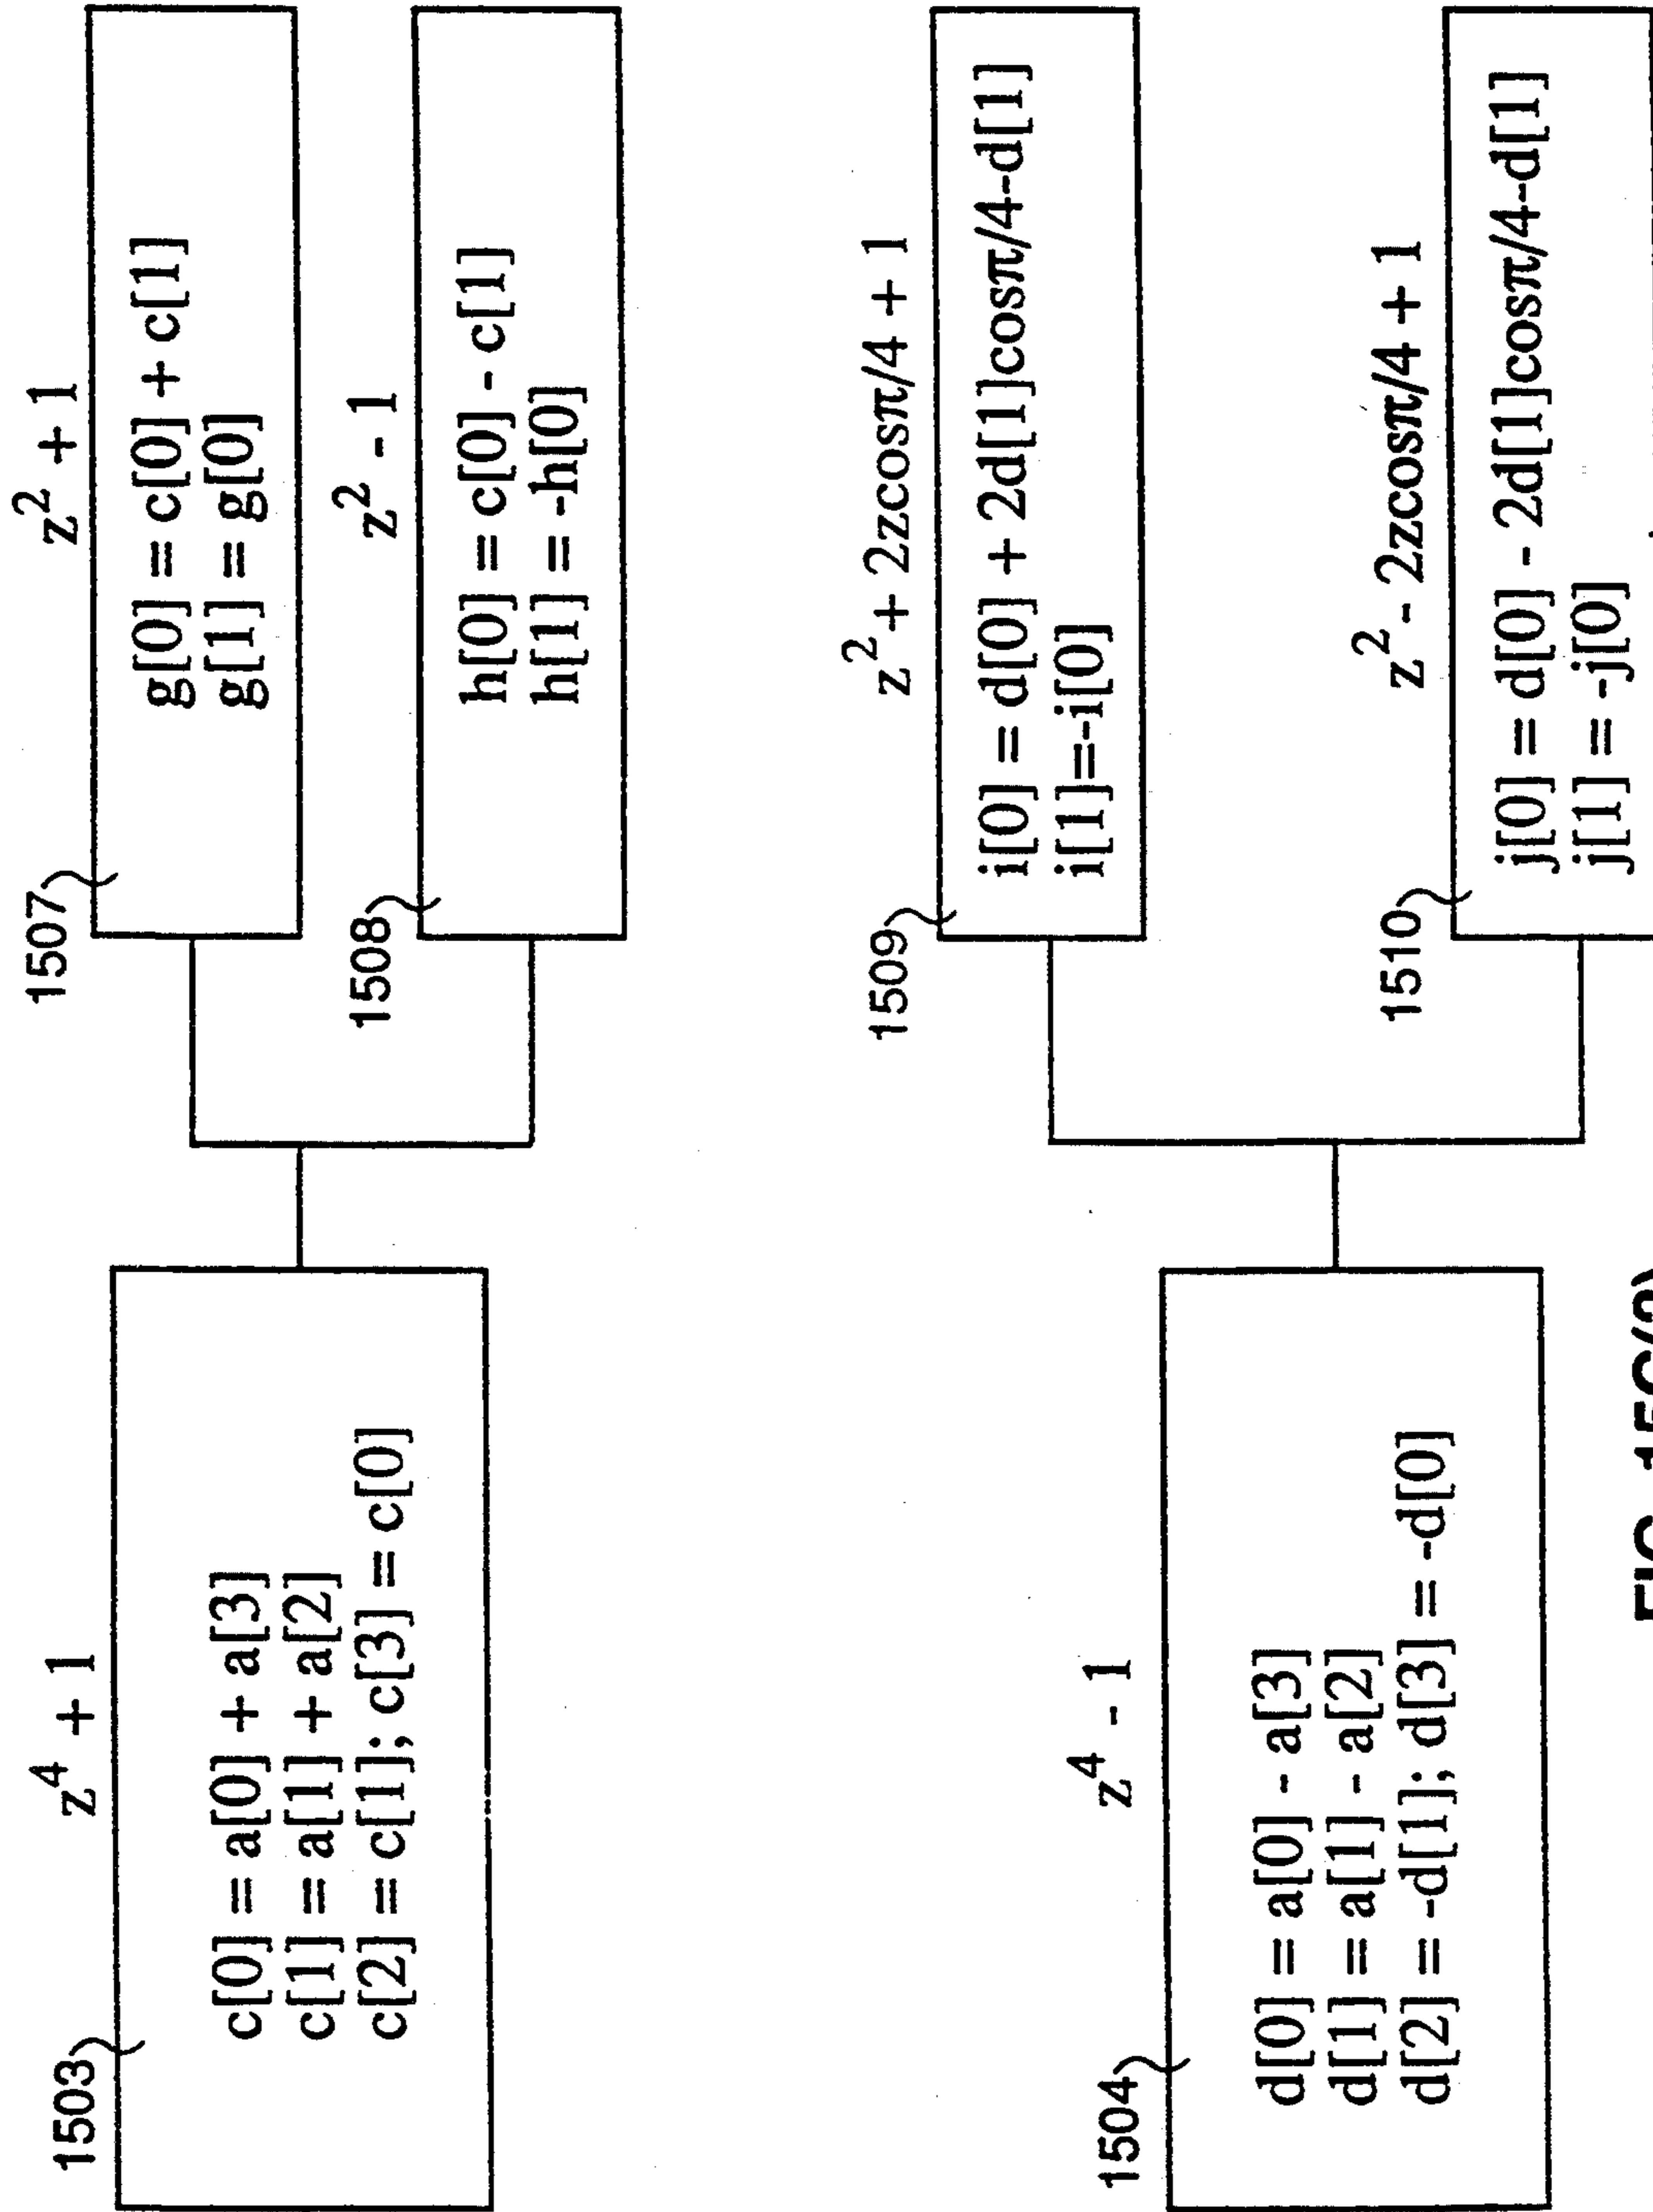 1503
z⁴ + 1
c[0] = a[0] + a[3]
c[1] = a[1] + a[2]
c[2] = c[1]; c[3] = c[0]
1507
z² + 1
g[0] = c[0] + c[1]
g[1] = g[0]
1508
z² - 1
h[0] = c[0] - c[1]
h[1] = -h[0]
1504
z⁴ - 1
d[0] = a[0] - a[3]
d[1] = a[1] - a[2]
d[2] = -d[1]; d[3] = -d[0]
1509
z² + 2zcosπ/4 + 1
i[0] = d[0] + 2d[1]cosπ/4-d[1]
i[1]=-i[0]
1510
z² - 2zcosπ/4 + 1
j[0] = d[0] - 2d[1]cosπ/4-d[1]
j[1] = -j[0]